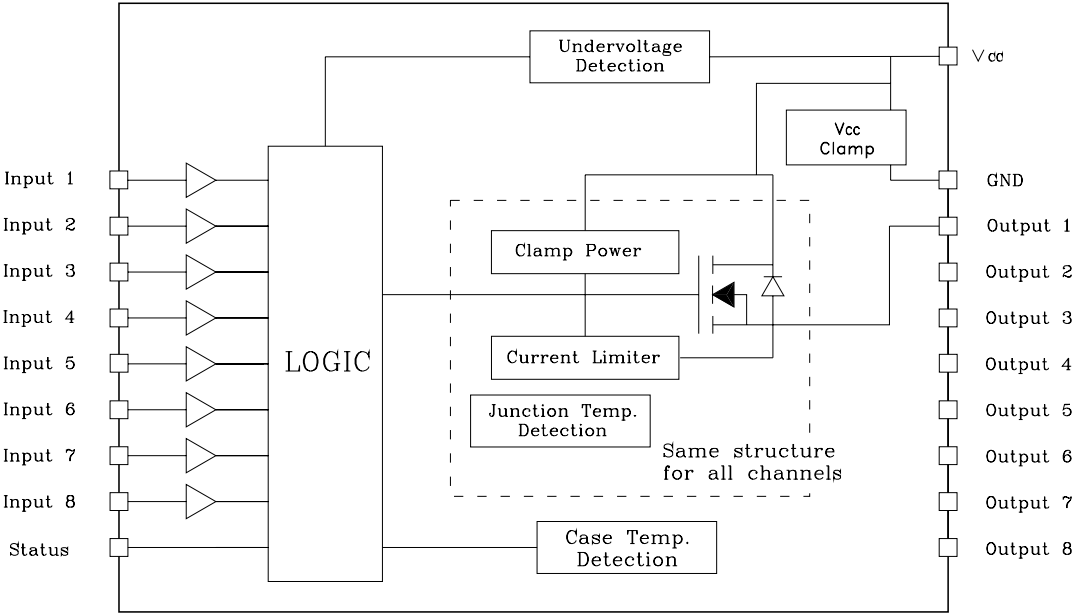 Undervoltage
Detection
Vcc
Vcc
Clamp
Input 1
GND
Input 2
Output 1
Clamp Power
Input 3
Output 2
Input 4
Output 3
LOGIC
Current Limiter
Input 5
Output 4
Junction Temp.
Detection
Input 6
Output 5
Same structure
for all channels
Input 7
Output 6
Input 8
Output 7
Case Temp.
Detection
Status
Output 8